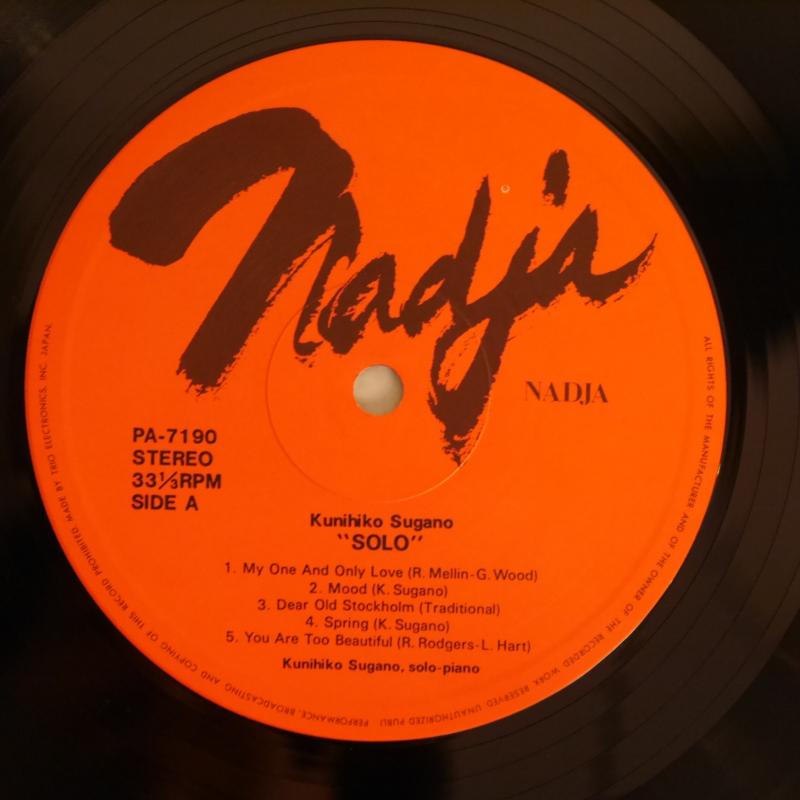 Nadja
NADJA
PA-7190
STEREO
33⅓RPM
SIDE A
Kunihiko Sugano
"SOLO"
1. My One And Only Love (R. Mellin-G. Wood)
2. Mood (K. Sugano)
3. Dear Old Stockholm (Traditional)
4. Spring (K. Sugano)
5. You Are Too Beautiful (R. Rodgers-L. Hart)
Kunihiko Sugano, solo-piano
ALL RIGHTS OF THE MANUFACTURER AND OF THE OWNER OF THE RECORDED WORK RESERVED UNAUTHORIZED PUBLI PERFORMANCE, BROADCASTING AND COPYING OF THIS RECORD PROHIBITED. MADE BY TRIO ELECTRONICS, INC. JAPAN.